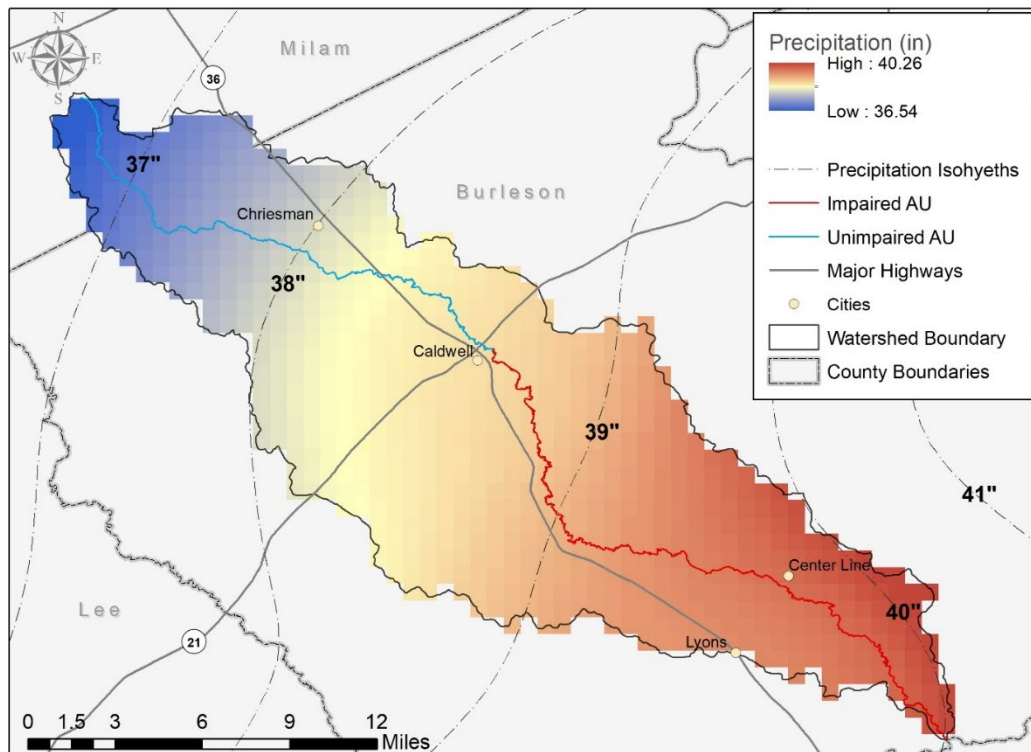 N
W E
S
Milam
36
37"
Chriesman
38"
Burleson
Caldwell
39"
41"
Center Line
40"
Lee
21
Lyons
0 1.5 3 6 9 12
Miles
Precipitation (in)
High : 40.26
Low : 36.54
Precipitation Isohyeths
Impaired AU
Unimpaired AU
Major Highways
Cities
Watershed Boundary
County Boundaries